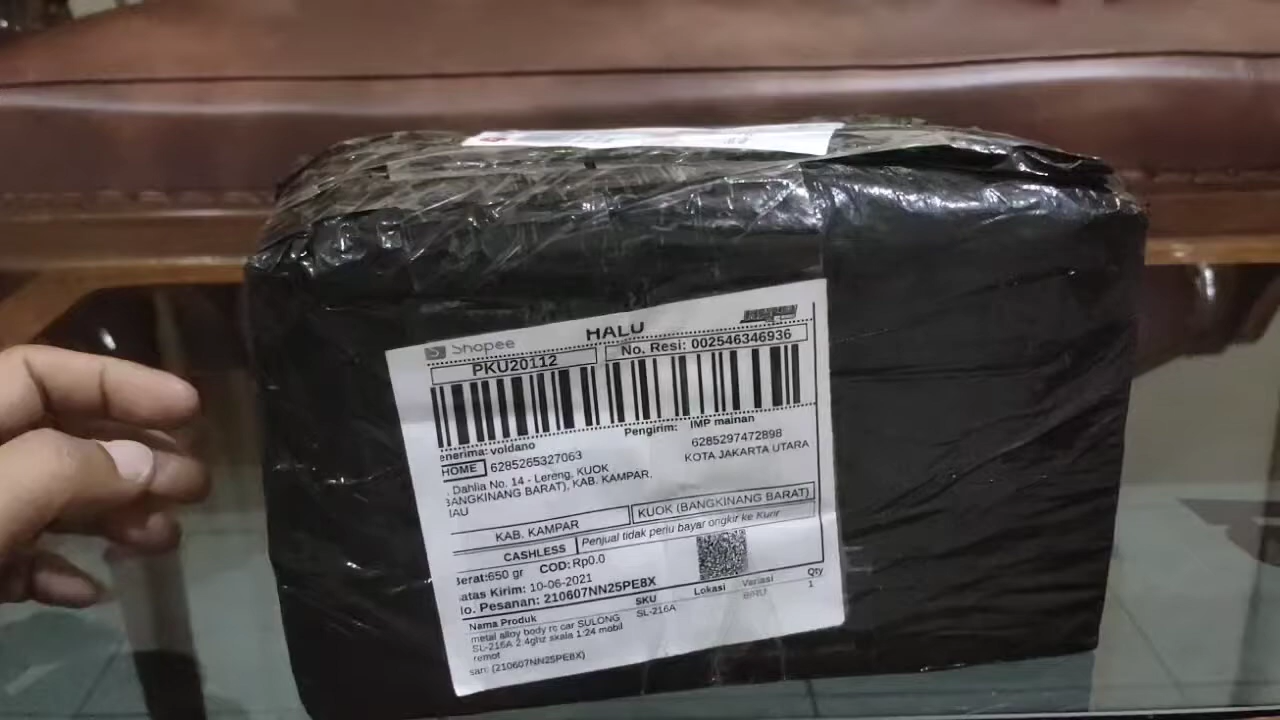 Shopee
HALU
PKU20112
No. Resi: 002546346936
enerima: voldano
Pengirim: IMP mainan
HOME 6285265327063
6285297472898
KOTA JAKARTA UTARA
. Dahlia No. 14 - Lereng, KUOK
BANGKINANG BARAT), KAB. KAMPAR,
IAU
KAB. KAMPAR
KUOK (BANGKINANG BARAT)
CASHLESS
Penjual tidak perlu bayar ongkir ke Kurir
Berat:650 gr COD:Rp0.0
atas Kirim: 10-06-2021
lo. Pesanan: 210607NN25PE8X
Nama Produk SKU Lokasi Variasi Qty
metal alloy body rc car SULONG SL-216A BIRU 1
SL-216A 2.4ghz skala 1:24 mobil
remot
san: (210607NN25PE8X)